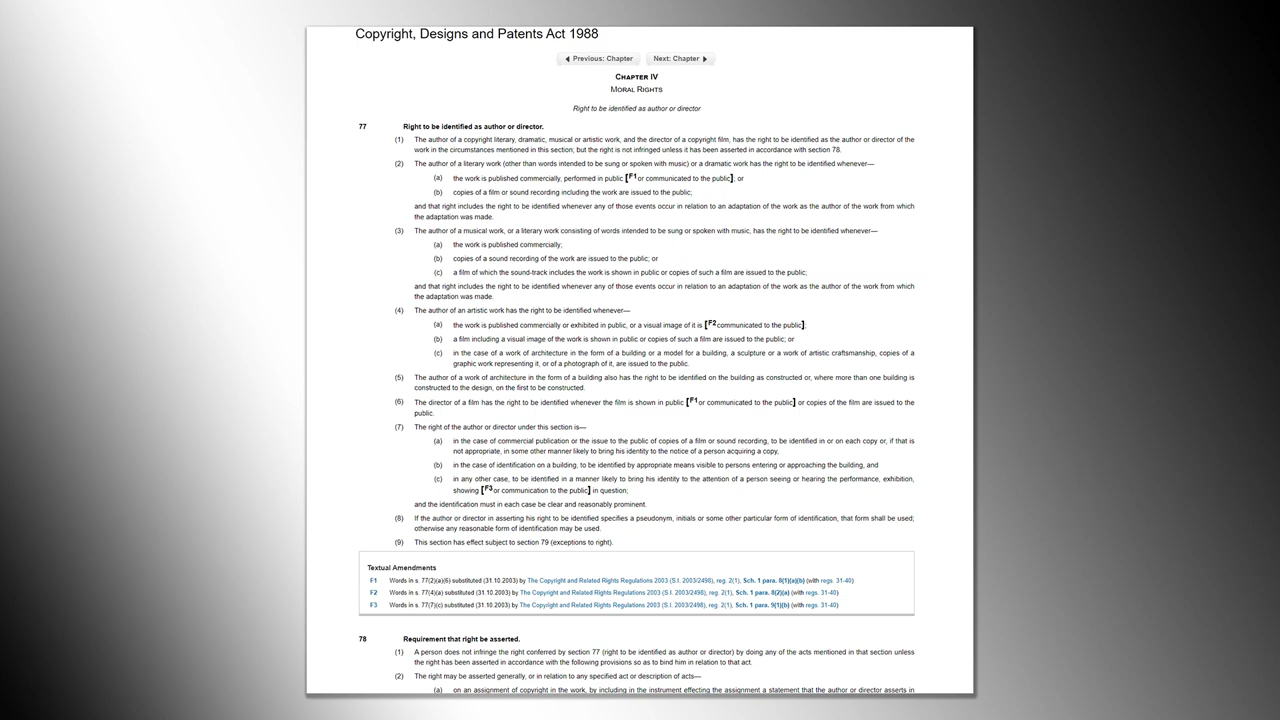 Copyright, Designs and Patents Act 1988
Previous: Chapter Next: Chapter
CHAPTER IV
MORAL RIGHTS
Right to be identified as author or director
77 Right to be identified as author or director.
(1) The author of a copyright literary, dramatic, musical or artistic work, and the director of a copyright film, has the right to be identified as the author or director of the
work in the circumstances mentioned in this section; but the right is not infringed unless it has been asserted in accordance with section 78.
(2) The author of a literary work (other than words intended to be sung or spoken with music) or a dramatic work has the right to be identified whenever—
(a) the work is published commercially, performed in public [F1 or communicated to the public]; or
(b) copies of a film or sound recording including the work are issued to the public;
and that right includes the right to be identified whenever any of those events occur in relation to an adaptation of the work as the author of the work from which
the adaptation was made.
(3) The author of a musical work, or a literary work consisting of words intended to be sung or spoken with music, has the right to be identified whenever—
(a) the work is published commercially;
(b) copies of a sound recording of the work are issued to the public; or
(c) a film of which the sound-track includes the work is shown in public or copies of such a film are issued to the public;
and that right includes the right to be identified whenever any of those events occur in relation to an adaptation of the work as the author of the work from which
the adaptation was made.
(4) The author of an artistic work has the right to be identified whenever—
(a) the work is published commercially or exhibited in public, or a visual image of it is [F2 communicated to the public];
(b) a film including a visual image of the work is shown in public or copies of such a film are issued to the public; or
(c) in the case of a work of architecture in the form of a building or a model for a building, a sculpture or a work of artistic craftsmanship, copies of a
graphic work representing it, or of a photograph of it, are issued to the public.
(5) The author of a work of architecture in the form of a building also has the right to be identified on the building as constructed or, where more than one building is
constructed to the design, on the first to be constructed.
(6) The director of a film has the right to be identified whenever the film is shown in public [F1 or communicated to the public] or copies of the film are issued to the
public.
(7) The right of the author or director under this section is—
(a) in the case of commercial publication or the issue to the public of copies of a film or sound recording, to be identified in or on each copy or, if that is
not appropriate, in some other manner likely to bring his identity to the notice of a person acquiring a copy,
(b) in the case of identification on a building, to be identified by appropriate means visible to persons entering or approaching the building, and
(c) in any other case, to be identified in a manner likely to bring his identity to the attention of a person seeing or hearing the performance, exhibition,
showing [F3 or communication to the public] in question;
and the identification must in each case be clear and reasonably prominent.
(8) If the author or director in asserting his right to be identified specifies a pseudonym, initials or some other particular form of identification, that form shall be used;
otherwise any reasonable form of identification may be used.
(9) This section has effect subject to section 79 (exceptions to right).
Textual Amendments
F1 Words in s. 77(2)(a)(6) substituted (31.10.2003) by The Copyright and Related Rights Regulations 2003 (S.I. 2003/2498), reg. 2(1), Sch. 1 para. 8(1)(a)(b) (with regs. 31-40)
F2 Words in s. 77(4)(a) substituted (31.10.2003) by The Copyright and Related Rights Regulations 2003 (S.I. 2003/2498), reg. 2(1), Sch. 1 para. 8(2)(a) (with regs. 31-40)
F3 Words in s. 77(7)(c) substituted (31.10.2003) by The Copyright and Related Rights Regulations 2003 (S.I. 2003/2498), reg. 2(1), Sch. 1 para. 9(1)(b) (with regs. 31-40)
78 Requirement that right be asserted.
(1) A person does not infringe the right conferred by section 77 (right to be identified as author or director) by doing any of the acts mentioned in that section unless
the right has been asserted in accordance with the following provisions so as to bind him in relation to that act.
(2) The right may be asserted generally, or in relation to any specified act or description of acts—
(a) on an assignment of copyright in the work, by including in the instrument effecting the assignment a statement that the author or director asserts in